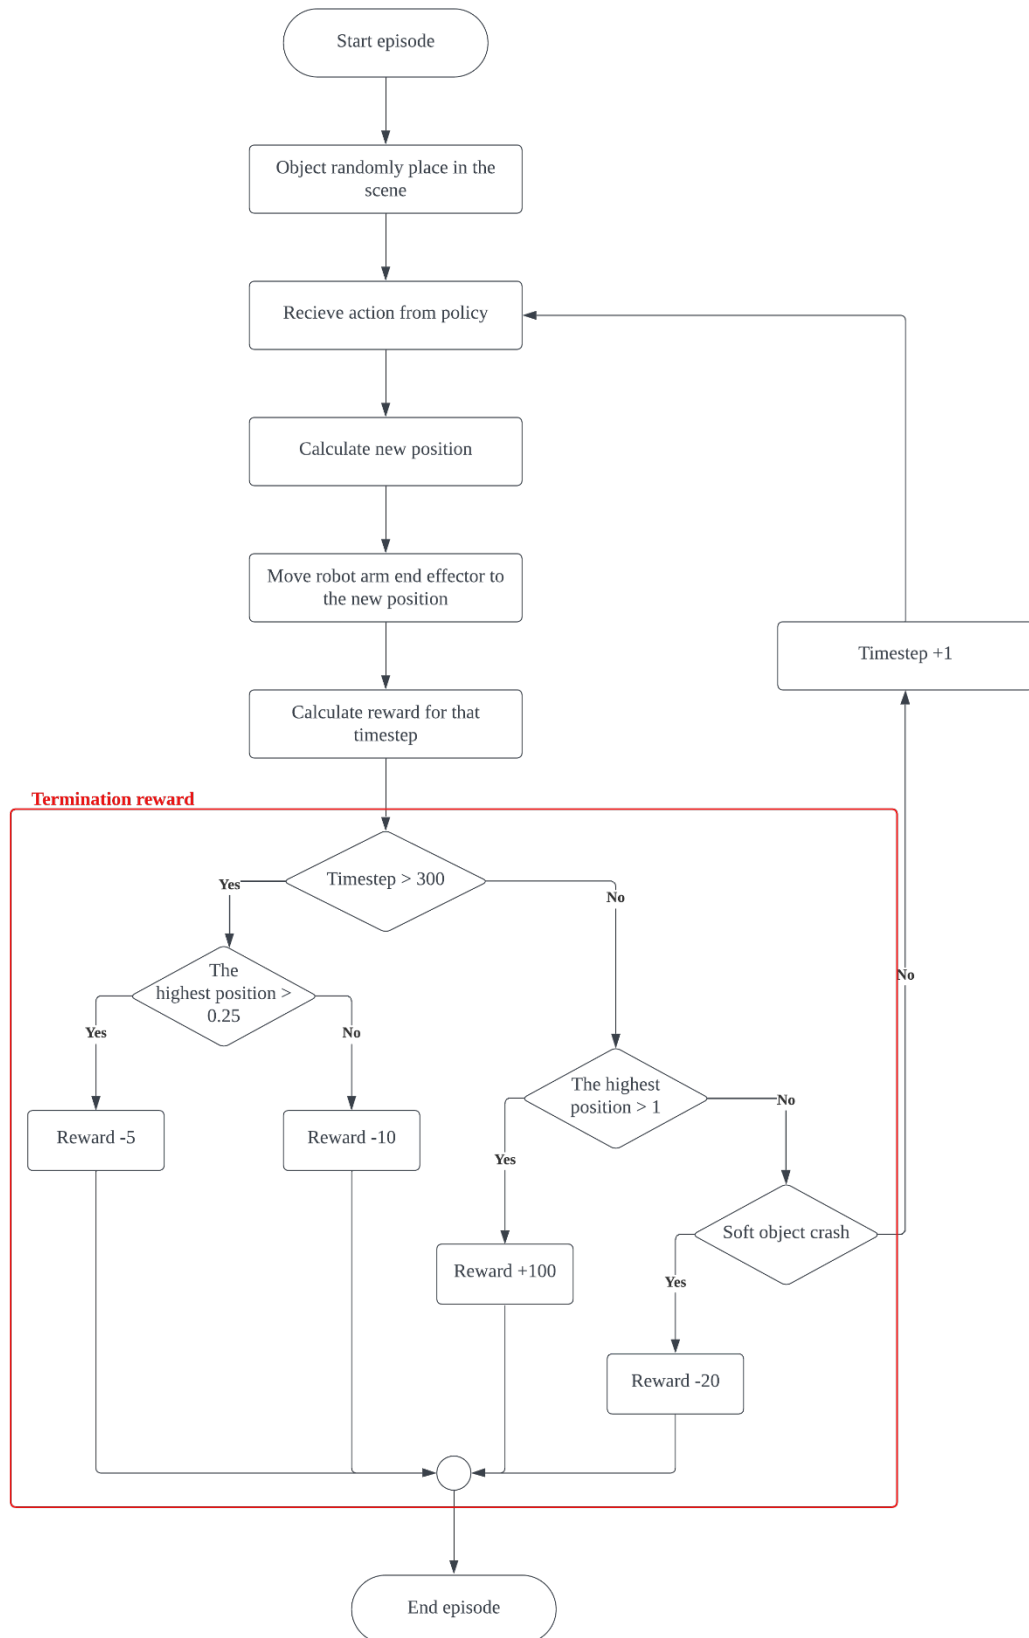 Start episode
Object randomly place in the
scene
Recieve action from policy
Calculate new position
Move robot arm end effector to
the new position
Timestep +1
Calculate reward for that
timestep
Termination reward
Timestep > 300
Yes
No
The
highest position >
0.25
No
Yes
No
The highest
position > 1
No
Reward -5
Reward -10
Yes
Soft object crash
Reward +100
Yes
Reward -20
End episode